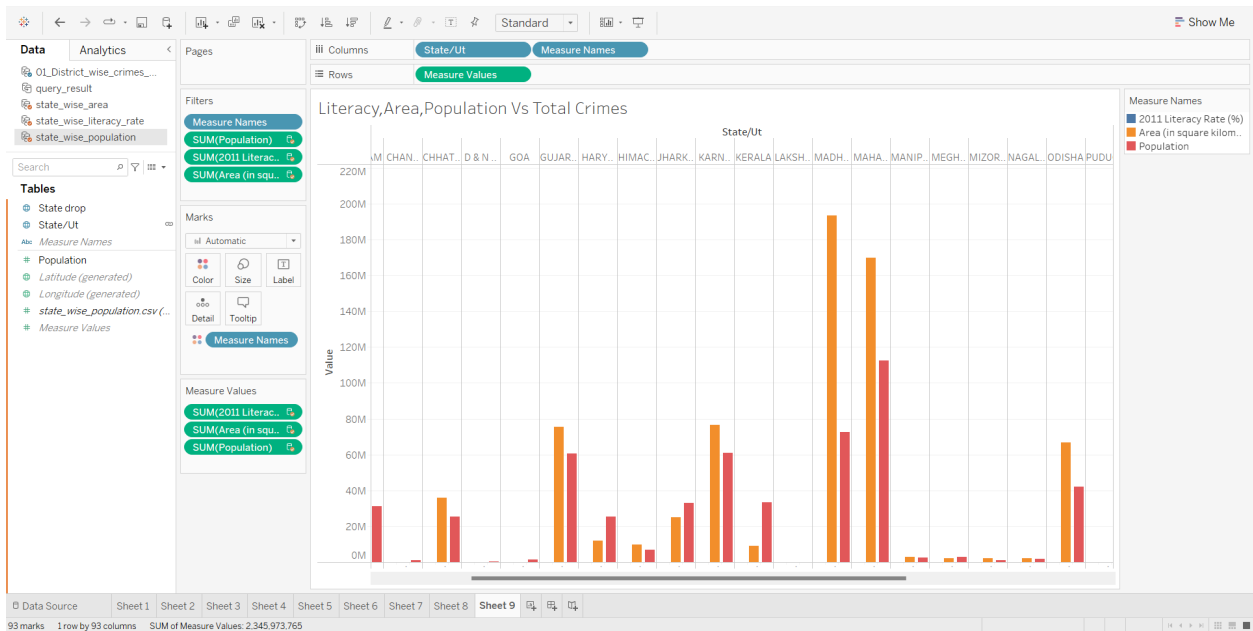 Standard
Show Me
Data
Analytics
01_District_wise_crimes_...
query_result
state_wise_area
state_wise_literacy_rate
state_wise_population
Search
Tables
State drop
State/Ut
Abc Measure Names
# Population
Latitude (generated)
Longitude (generated)
# state_wise_population.csv (...
# Measure Values
Pages
Filters
Measure Names
SUM(Population)
SUM(2011 Literac..
SUM(Area (in squ..
Marks
Automatic
Color
Size
Label
Detail
Tooltip
Measure Names
Measure Values
SUM(2011 Literac..
SUM(Area (in squ..
SUM(Population)
Columns
State/Ut
Measure Names
Rows
Measure Values
Literacy,Area,Population Vs Total Crimes
State/Ut
CHAN.. CHHAT.. D & N .. GOA GUJAR.. HARY.. HIMAC.. JHARK.. KARN.. KERALA LAKSH.. MADH.. MAHA.. MANIP.. MEGH.. MIZOR.. NAGAL.. ODISHA PUDU
220M
200M
180M
160M
140M
120M
100M
80M
60M
40M
20M
0M
Value
Measure Names
2011 Literacy Rate (%)
Area (in square kilom..
Population
Data Source
Sheet 1
Sheet 2
Sheet 3
Sheet 4
Sheet 5
Sheet 6
Sheet 7
Sheet 8
Sheet 9
93 marks 1 row by 93 columns SUM of Measure Values: 2,345,973,765